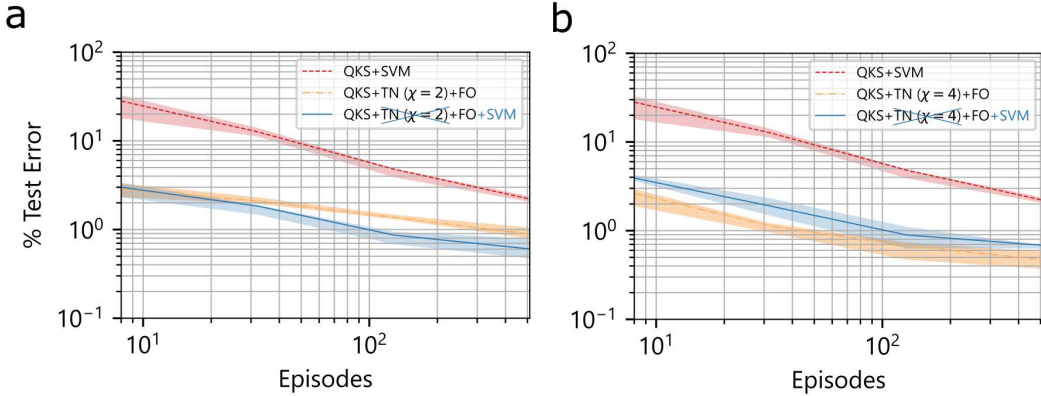 a
10²
10¹
10⁰
10⁻¹
% Test Error
10¹
10²
Episodes
QKS+SVM
QKS+TN (χ = 2)+FO
QKS+TN (χ = 2)+FO+SVM
b
10²
10¹
10⁰
10⁻¹
10¹
10²
Episodes
QKS+SVM
QKS+TN (χ = 4)+FO
QKS+TN (χ = 4)+FO+SVM